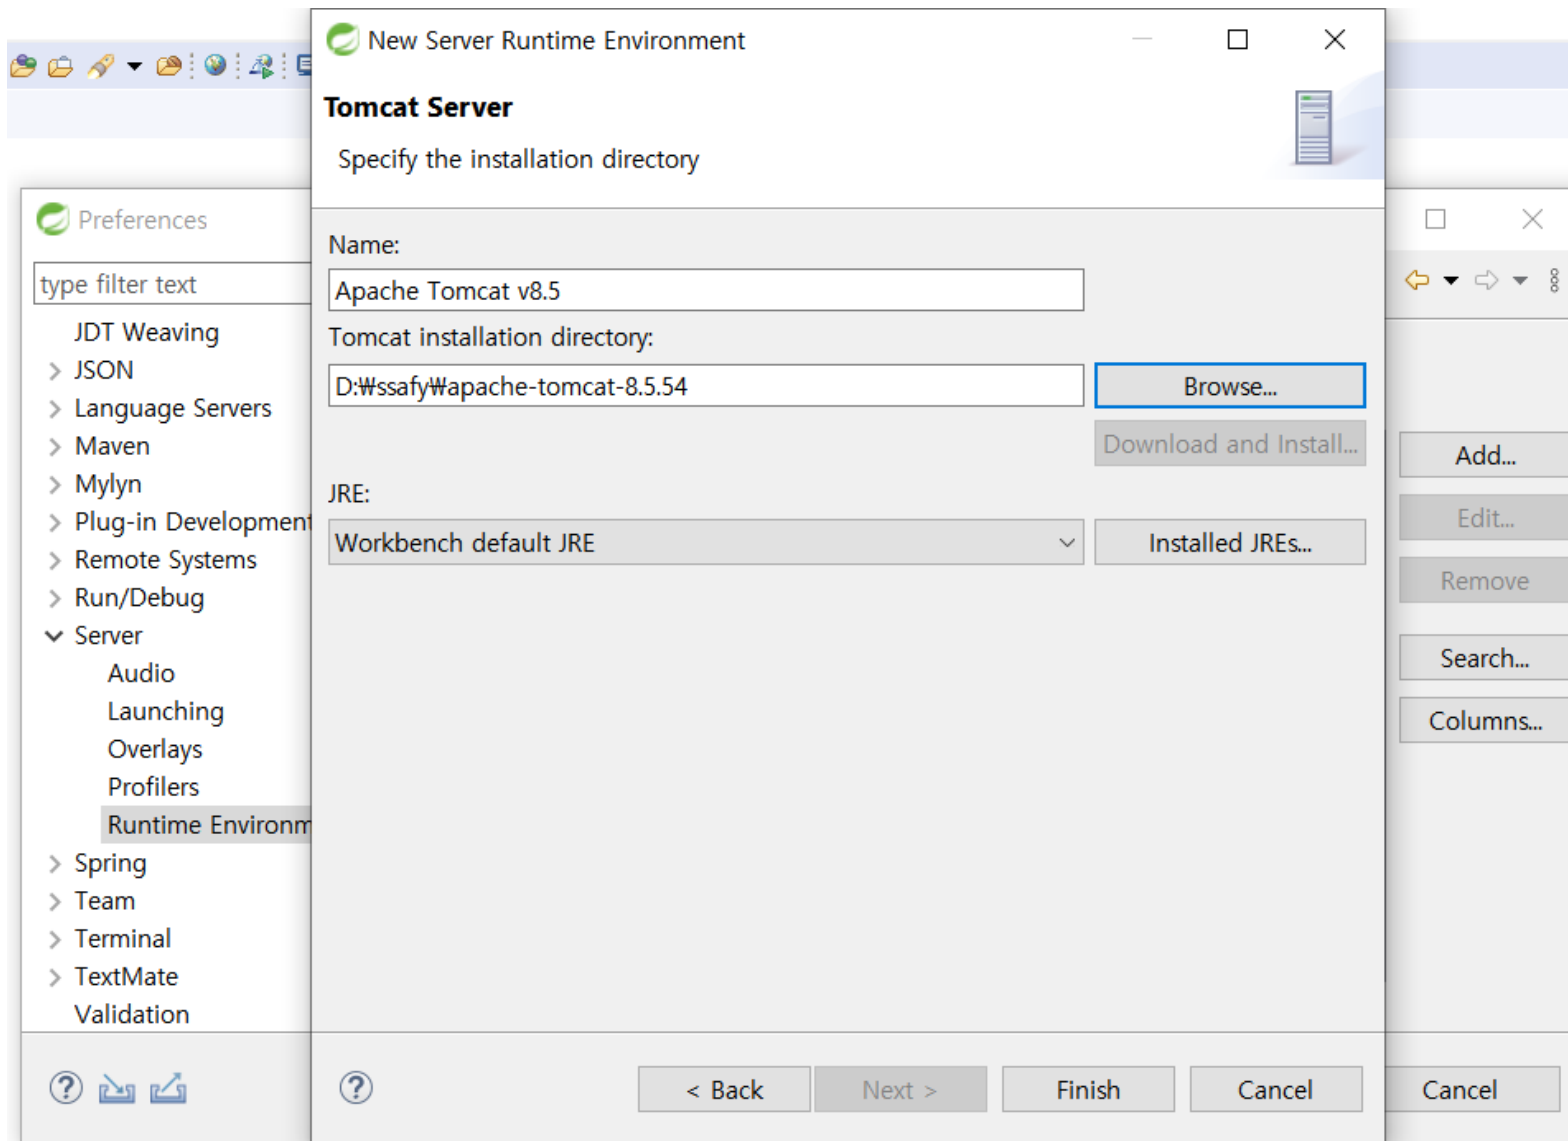 New Server Runtime Environment
Tomcat Server
Specify the installation directory
Name:
Apache Tomcat v8.5
Tomcat installation directory:
D:₩ssafy₩apache-tomcat-8.5.54
Browse...
Download and Install...
JRE:
Workbench default JRE
Installed JREs...
< Back
Next >
Finish
Cancel
Preferences
type filter text
JDT Weaving
JSON
Language Servers
Maven
Mylyn
Plug-in Development
Remote Systems
Run/Debug
Server
Audio
Launching
Overlays
Profilers
Runtime Environm
Spring
Team
Terminal
TextMate
Validation
Add...
Edit...
Remove
Search...
Columns...
Cancel